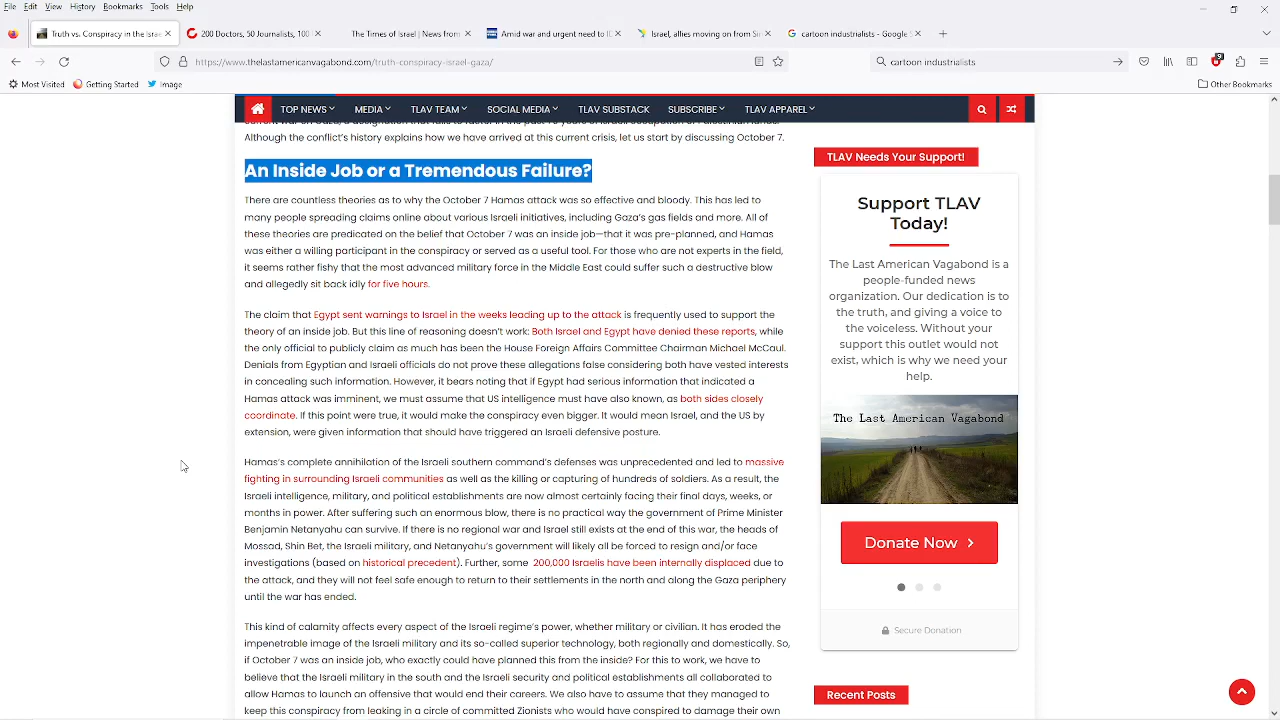 File Edit View History Bookmarks Tools Help
Truth vs. Conspiracy in the Isra
200 Doctors, 50 Journalists, 100
The Times of Israel | News from
Amid war and urgent need to ID
Israel, allies moving on from Sin
cartoon industrialists - Google S
https://www.thelastamericanvagabond.com/truth-conspiracy-israel-gaza/
cartoon industrialists
Most Visited Getting Started Image
Other Bookmarks
TOP NEWS MEDIA TLAV TEAM SOCIAL MEDIA TLAV SUBSTACK SUBSCRIBE TLAV APPAREL
Although the conflict's history explains how we have arrived at this current crisis, let us start by discussing October 7.
An Inside Job or a Tremendous Failure?
There are countless theories as to why the October 7 Hamas attack was so effective and bloody. This has led to
many people spreading claims online about various Israeli initiatives, including Gaza's gas fields and more. All of
these theories are predicated on the belief that October 7 was an inside job—that it was pre-planned, and Hamas
was either a willing participant in the conspiracy or served as a useful tool. For those who are not experts in the field,
it seems rather fishy that the most advanced military force in the Middle East could suffer such a destructive blow
and allegedly sit back idly for five hours.
The claim that Egypt sent warnings to Israel in the weeks leading up to the attack is frequently used to support the
theory of an inside job. But this line of reasoning doesn't work: Both Israel and Egypt have denied these reports, while
the only official to publicly claim as much has been the House Foreign Affairs Committee Chairman Michael McCaul.
Denials from Egyptian and Israeli officials do not prove these allegations false considering both have vested interests
in concealing such information. However, it bears noting that if Egypt had serious information that indicated a
Hamas attack was imminent, we must assume that US intelligence must have also known, as both sides closely
coordinate. If this point were true, it would make the conspiracy even bigger. It would mean Israel, and the US by
extension, were given information that should have triggered an Israeli defensive posture.
Hamas's complete annihilation of the Israeli southern command's defenses was unprecedented and led to massive
fighting in surrounding Israeli communities as well as the killing or capturing of hundreds of soldiers. As a result, the
Israeli intelligence, military, and political establishments are now almost certainly facing their final days, weeks, or
months in power. After suffering such an enormous blow, there is no practical way the government of Prime Minister
Benjamin Netanyahu can survive. If there is no regional war and Israel still exists at the end of this war, the heads of
Mossad, Shin Bet, the Israeli military, and Netanyahu's government will likely all be forced to resign and/or face
investigations (based on historical precedent). Further, some 200,000 Israelis have been internally displaced due to
the attack, and they will not feel safe enough to return to their settlements in the north and along the Gaza periphery
until the war has ended.
This kind of calamity affects every aspect of the Israeli regime's power, whether military or civilian. It has eroded the
impenetrable image of the Israeli military and its so-called superior technology, both regionally and domestically. So,
if October 7 was an inside job, who exactly could have planned this from the inside? For this to work, we have to
believe that the Israeli military in the south and the Israeli security and political establishments all collaborated to
allow Hamas to launch an offensive that would end their careers. We also have to assume that they managed to
keep this conspiracy from leaking in a circle of committed Zionists who would have conspired to damage their own
TLAV Needs Your Support!
Support TLAV
Today!
The Last American Vagabond is a
people-funded news
organization. Our dedication is to
the truth, and giving a voice to
the voiceless. Without your
support this outlet would not
exist, which is why we need your
help.
The Last American Vagabond
Donate Now
Secure Donation
Recent Posts